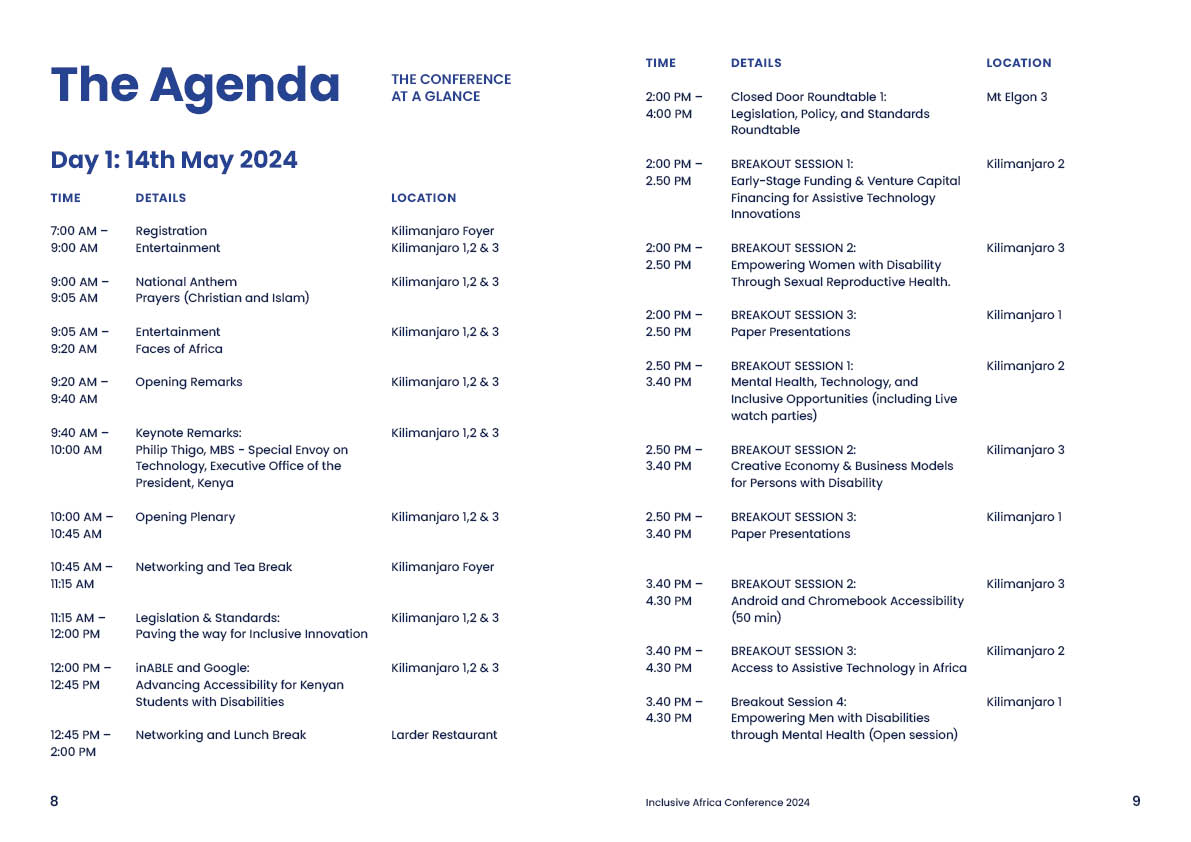 The Agenda
THE CONFERENCE
AT A GLANCE
Day 1: 14th May 2024
TIME DETAILS LOCATION
7:00 AM – Registration Kilimanjaro Foyer
9:00 AM Entertainment Kilimanjaro 1,2 & 3
9:00 AM – National Anthem Kilimanjaro 1,2 & 3
9:05 AM Prayers (Christian and Islam)
9:05 AM – Entertainment Kilimanjaro 1,2 & 3
9:20 AM Faces of Africa
9:20 AM – Opening Remarks Kilimanjaro 1,2 & 3
9:40 AM
9:40 AM – Keynote Remarks: Kilimanjaro 1,2 & 3
10:00 AM Philip Thigo, MBS - Special Envoy on
Technology, Executive Office of the
President, Kenya
10:00 AM – Opening Plenary Kilimanjaro 1,2 & 3
10:45 AM
10:45 AM – Networking and Tea Break Kilimanjaro Foyer
11:15 AM
11:15 AM – Legislation & Standards: Kilimanjaro 1,2 & 3
12:00 PM Paving the way for Inclusive Innovation
12:00 PM – inABLE and Google: Kilimanjaro 1,2 & 3
12:45 PM Advancing Accessibility for Kenyan
Students with Disabilities
12:45 PM – Networking and Lunch Break Larder Restaurant
2:00 PM
8
TIME DETAILS LOCATION
2:00 PM – Closed Door Roundtable 1: Mt Elgon 3
4:00 PM Legislation, Policy, and Standards
Roundtable
2:00 PM – BREAKOUT SESSION 1: Kilimanjaro 2
2.50 PM Early-Stage Funding & Venture Capital
Financing for Assistive Technology
Innovations
2:00 PM – BREAKOUT SESSION 2: Kilimanjaro 3
2.50 PM Empowering Women with Disability
Through Sexual Reproductive Health.
2:00 PM – BREAKOUT SESSION 3: Kilimanjaro 1
2.50 PM Paper Presentations
2.50 PM – BREAKOUT SESSION 1: Kilimanjaro 2
3.40 PM Mental Health, Technology, and
Inclusive Opportunities (including Live
watch parties)
2.50 PM – BREAKOUT SESSION 2: Kilimanjaro 3
3.40 PM Creative Economy & Business Models
for Persons with Disability
2.50 PM – BREAKOUT SESSION 3: Kilimanjaro 1
3.40 PM Paper Presentations
3.40 PM – BREAKOUT SESSION 2: Kilimanjaro 3
4.30 PM Android and Chromebook Accessibility
(50 min)
3.40 PM – BREAKOUT SESSION 3: Kilimanjaro 2
4.30 PM Access to Assistive Technology in Africa
3.40 PM – Breakout Session 4: Kilimanjaro 1
4.30 PM Empowering Men with Disabilities
through Mental Health (Open session)
Inclusive Africa Conference 2024 9